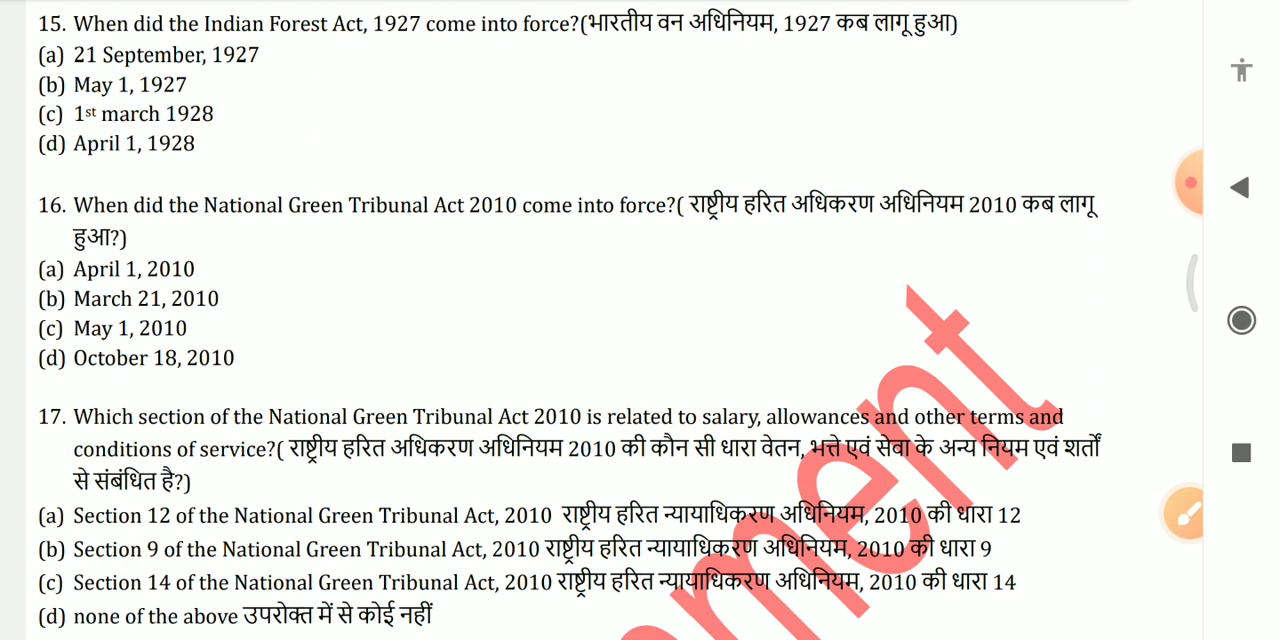 15. When did the Indian Forest Act, 1927 come into force?(भारतीय वन अधिनियम, 1927 कब लागू हुआ)
(a) 21 September, 1927
(b) May 1, 1927
(c) 1st march 1928
(d) April 1, 1928
16. When did the National Green Tribunal Act 2010 come into force?( राष्ट्रीय हरित अधिकरण अधिनियम 2010 कब लागू
हुआ?)
(a) April 1, 2010
(b) March 21, 2010
(c) May 1, 2010
(d) October 18, 2010
17. Which section of the National Green Tribunal Act 2010 is related to salary, allowances and other terms and
conditions of service?( राष्ट्रीय हरित अधिकरण अधिनियम 2010 की कौन सी धारा वेतन, भत्ते एवं सेवा के अन्य नियम एवं शर्तों
से संबंधित है?)
(a) Section 12 of the National Green Tribunal Act, 2010 राष्ट्रीय हरित न्यायाधिकरण अधिनियम, 2010 की धारा 12
(b) Section 9 of the National Green Tribunal Act, 2010 राष्ट्रीय हरित न्यायाधिकरण अधिनियम, 2010 की धारा 9
(c) Section 14 of the National Green Tribunal Act, 2010 राष्ट्रीय हरित न्यायाधिकरण अधिनियम, 2010 की धारा 14
(d) none of the above उपरोक्त में से कोई नहीं